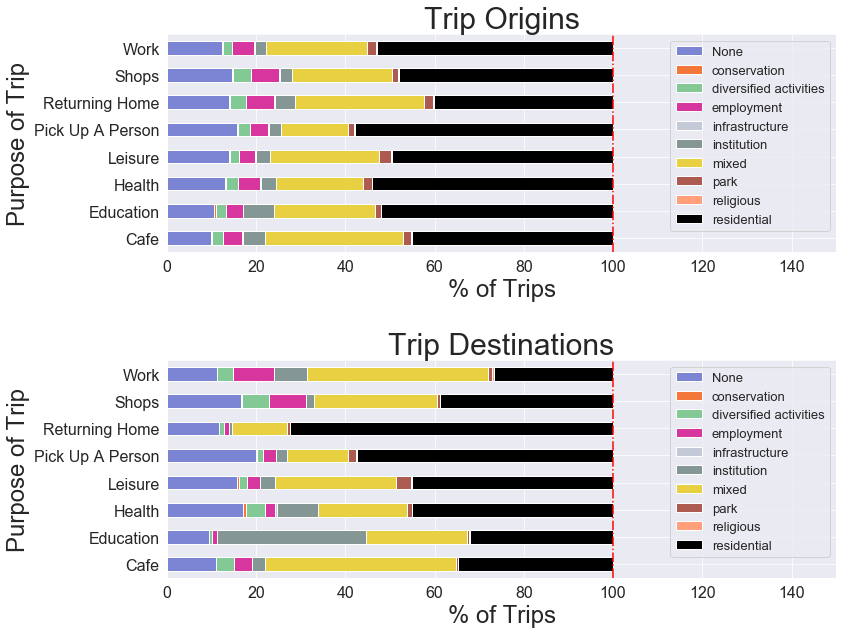 Trip Origins
Purpose of Trip
Work
Shops
Returning Home
Pick Up A Person
Leisure
Health
Education
Cafe
0 20 40 60 80 100 120 140
% of Trips
None
conservation
diversified activities
employment
infrastructure
institution
mixed
park
religious
residential
Trip Destinations
Purpose of Trip
Work
Shops
Returning Home
Pick Up A Person
Leisure
Health
Education
Cafe
0 20 40 60 80 100 120 140
% of Trips
None
conservation
diversified activities
employment
infrastructure
institution
mixed
park
religious
residential